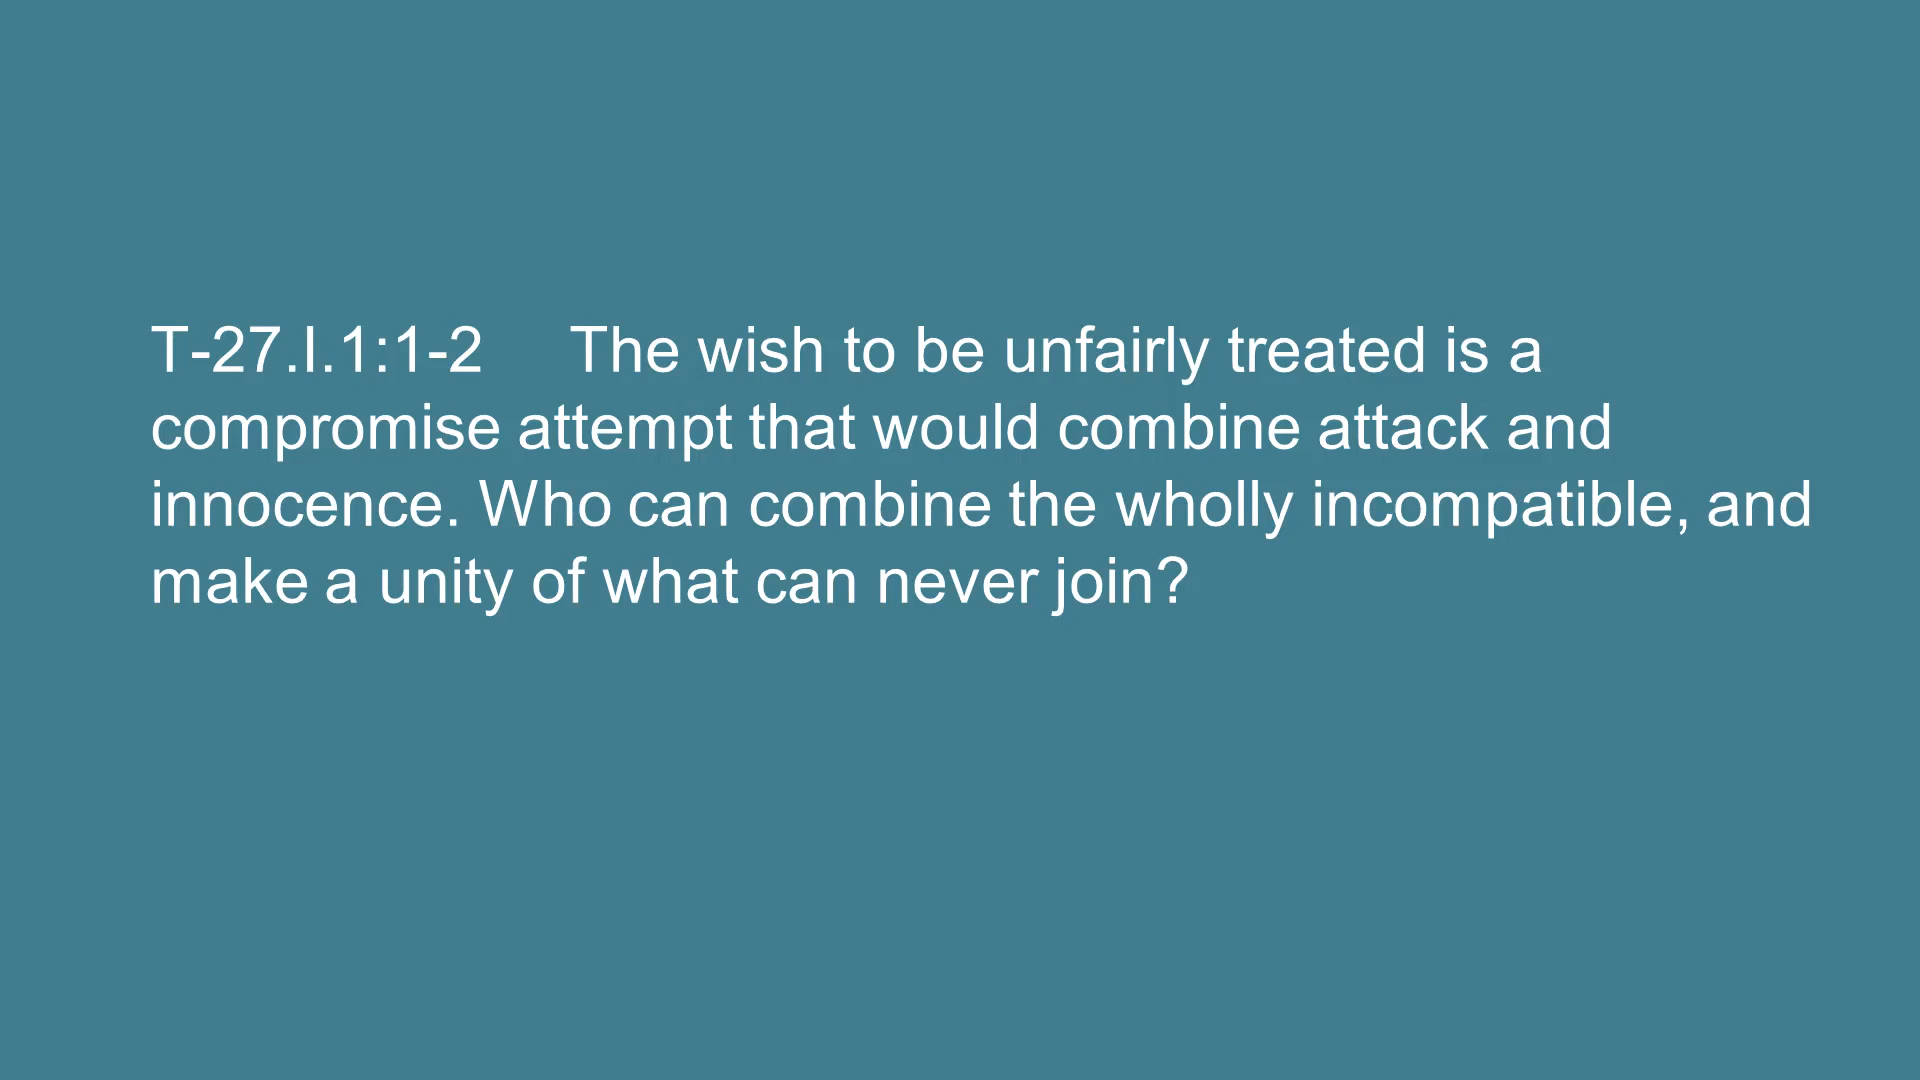 T-27.I.1:1-2 The wish to be unfairly treated is a
compromise attempt that would combine attack and
innocence. Who can combine the wholly incompatible, and
make a unity of what can never join?